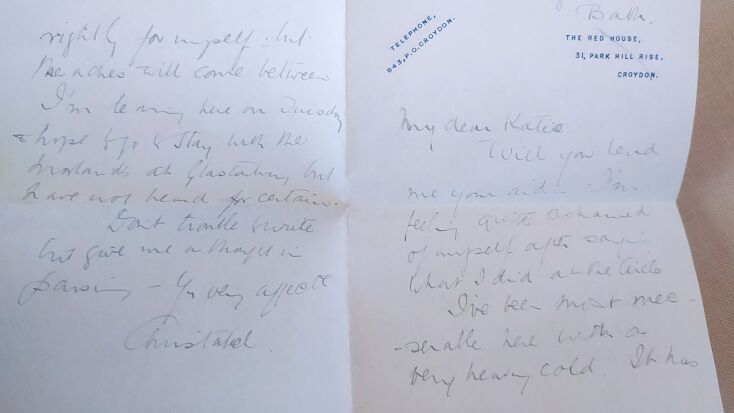 TELEPHONE,
843, P.O. CROYDON.
Bath.
THE RED HOUSE,
31, PARK HILL RISE,
CROYDON.
My dear Katie
Will you lend
me your aid. I'm
feeling quite ashamed
of myself after saying
what I did at the Circle
I've been most mee-
-serable here with a
very heavy cold. It has
rightly for myself : but
the aches will come between
I'm leaving here on Tuesday
& hope to go & stay with the
Morlands at Glastonbury but
have not heard for certain.
Don't trouble to write
but give me a thought in
passing — Yr very affecte
Christabel.